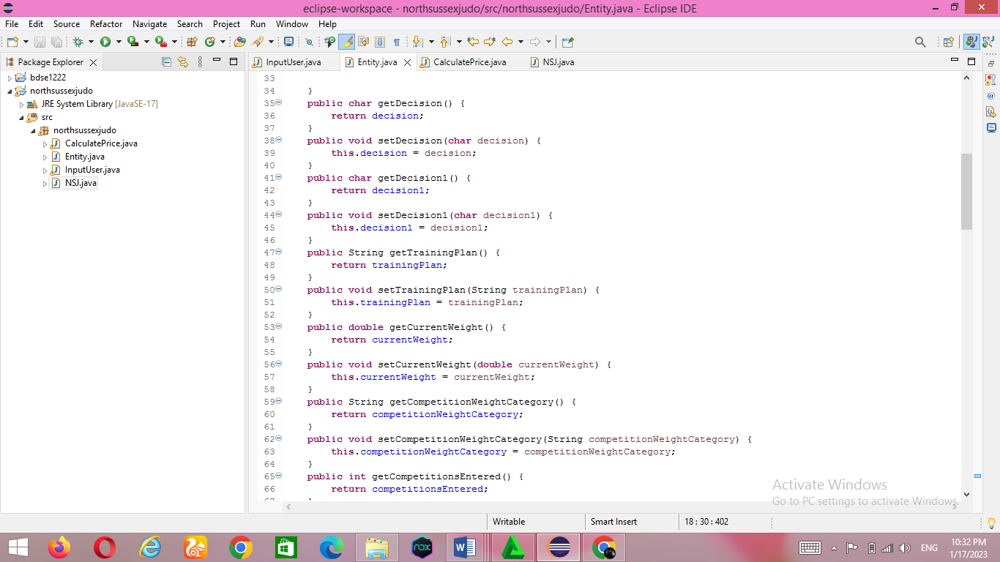 eclipse-workspace - northsussexjudo/src/northsussexjudo/Entity.java - Eclipse IDE
File Edit Source Refactor Navigate Search Project Run Window Help
Package Explorer
InputUser.java Entity.java CalculatePrice.java NSJ.java
bdse1222
northsussexjudo
JRE System Library [JavaSE-17]
src
northsussexjudo
CalculatePrice.java
Entity.java
InputUser.java
NSJ.java
33
34 }
35 public char getDecision() {
36 return decision;
37 }
38 public void setDecision(char decision) {
39 this.decision = decision;
40 }
41 public char getDecision1() {
42 return decision1;
43 }
44 public void setDecision1(char decision1) {
45 this.decision1 = decision1;
46 }
47 public String getTrainingPlan() {
48 return trainingPlan;
49 }
50 public void setTrainingPlan(String trainingPlan) {
51 this.trainingPlan = trainingPlan;
52 }
53 public double getCurrentWeight() {
54 return currentWeight;
55 }
56 public void setCurrentWeight(double currentWeight) {
57 this.currentWeight = currentWeight;
58 }
59 public String getCompetitionWeightCategory() {
60 return competitionWeightCategory;
61 }
62 public void setCompetitionWeightCategory(String competitionWeightCategory) {
63 this.competitionWeightCategory = competitionWeightCategory;
64 }
65 public int getCompetitionsEntered() {
66 return competitionsEntered;
Activate Windows
Go to PC settings to activate Windows.
Writable Smart Insert 18 : 30 : 402
nox
ENG
10:32 PM
1/17/2023